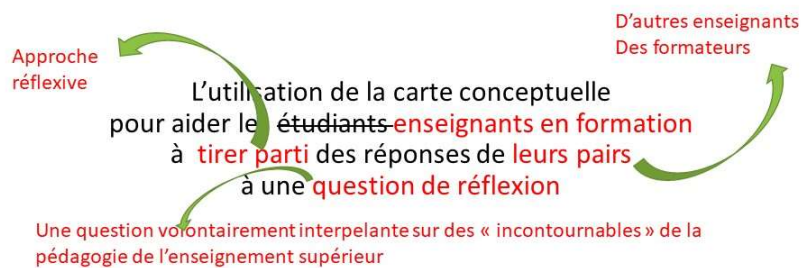 D'autres enseignants
Des formateurs
Approche
réflexive
L'utilisation de la carte conceptuelle
pour aider le étudiants enseignants en formation
à tirer parti des réponses de leurs pairs
à une question de réflexion
Une question volontairement interpelante sur des « incontournables » de la
pédagogie de l'enseignement supérieur